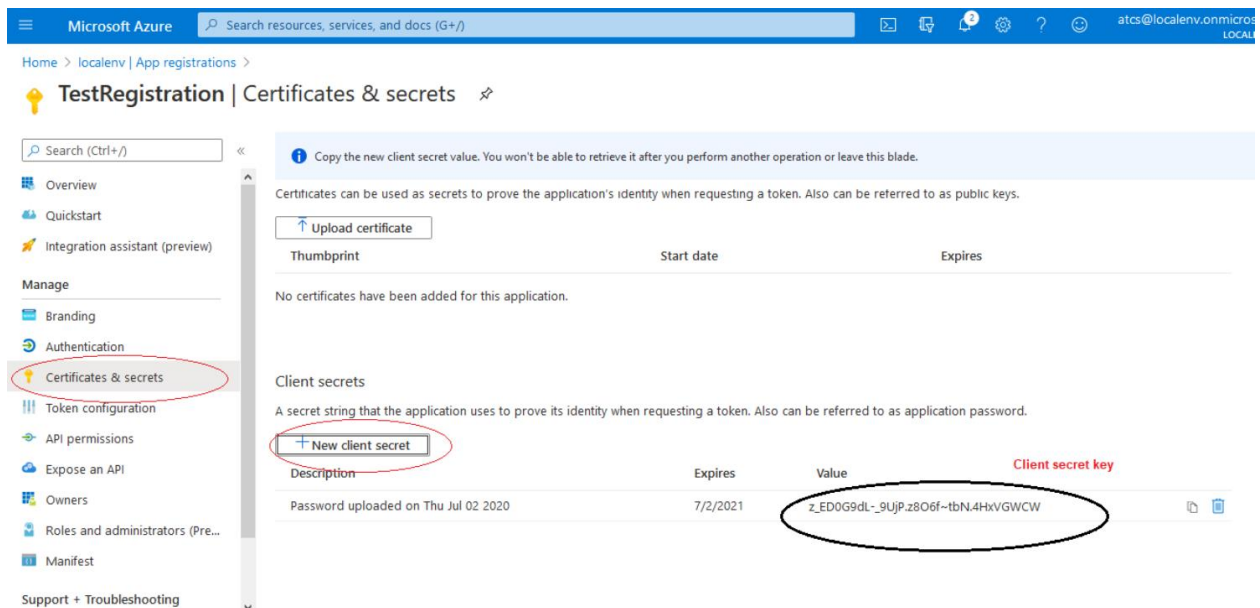 Microsoft Azure
Search resources, services, and docs (G+/)
2
atcs@localenv.onmicros
LOCALE
Home > localenv | App registrations >
TestRegistration | Certificates & secrets
Search (Ctrl+/)
«
Copy the new client secret value. You won't be able to retrieve it after you perform another operation or leave this blade.
Overview
Certificates can be used as secrets to prove the application's identity when requesting a token. Also can be referred to as public keys.
Quickstart
Upload certificate
Integration assistant (preview)
Thumbprint Start date Expires
Manage
No certificates have been added for this application.
Branding
Authentication
Certificates & secrets
Client secrets
Token configuration
A secret string that the application uses to prove its identity when requesting a token. Also can be referred to as application password.
API permissions
New client secret
Client secret key
Expose an API
Description Expires Value
Owners
Password uploaded on Thu Jul 02 2020 7/2/2021 z_ED0G9dL-_9UjP.z8O6f~tbN.4HxVGWCW
Roles and administrators (Pre...
Manifest
Support + Troubleshooting